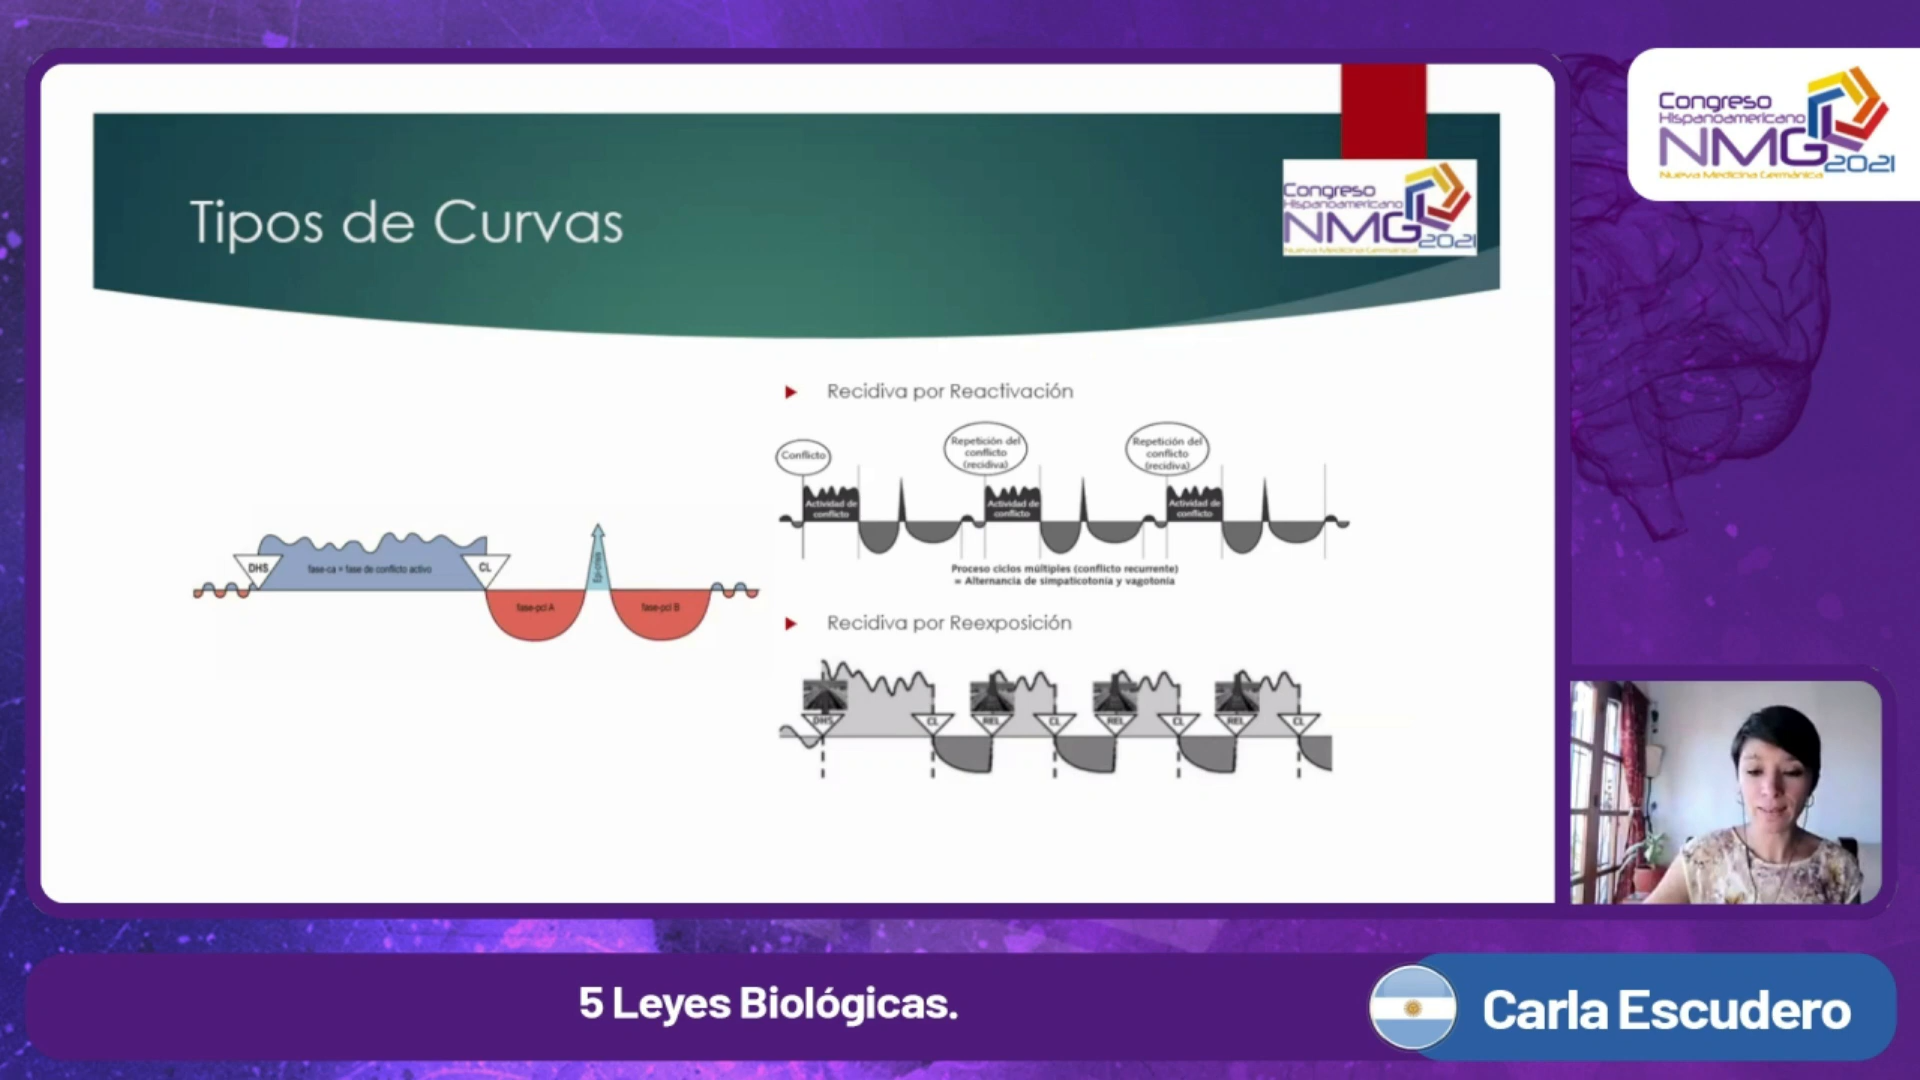 Congreso
Hispanoamericano
NMG 2021
Nueva Medicina Germánica
Tipos de Curvas
Congreso
Hispanoamericano
NMG 2021
Nueva Medicina Germánica
Recidiva por Reactivación
Conflicto
Repetición del
conflicto
(recidiva)
Repetición del
conflicto
(recidiva)
Actividad de
conflicto
Actividad de
conflicto
Actividad de
conflicto
Proceso ciclos múltiples (conflicto recurrente)
= Alternancia de simpaticotonía y vagotonía
DHS
fase-ca = fase de conflicto activo
CL
Epi-crisis
fase-pcl A
fase-pcl B
Recidiva por Reexposición
DHS
CL
REL
CL
REL
CL
REL
CL
5 Leyes Biológicas.
Carla Escudero